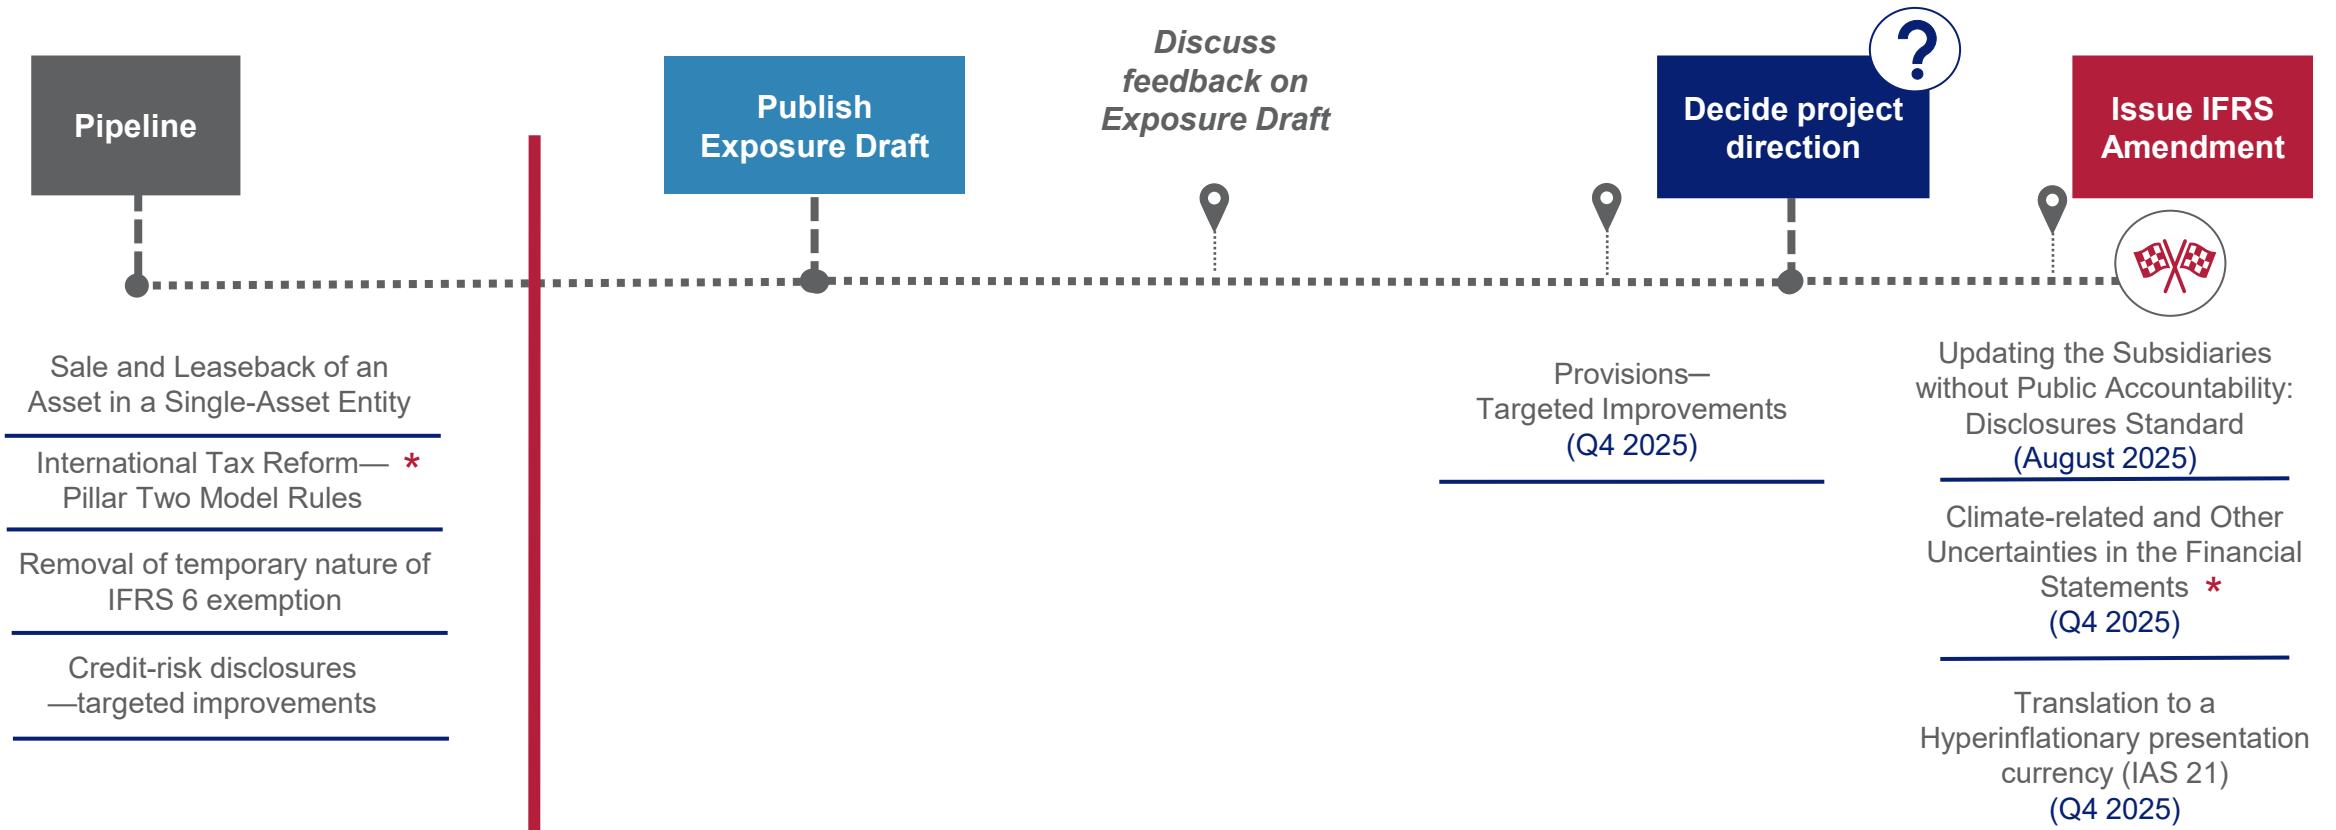 Pipeline
Publish
Exposure Draft
Discuss
feedback on
Exposure Draft
?
Decide project
direction
Issue IFRS
Amendment
Sale and Leaseback of an
Asset in a Single-Asset Entity
International Tax Reform— *
Pillar Two Model Rules
Removal of temporary nature of
IFRS 6 exemption
Credit-risk disclosures
—targeted improvements
Provisions—
Targeted Improvements
(Q4 2025)
Updating the Subsidiaries
without Public Accountability:
Disclosures Standard
(August 2025)
Climate-related and Other
Uncertainties in the Financial
Statements *
(Q4 2025)
Translation to a
Hyperinflationary presentation
currency (IAS 21)
(Q4 2025)